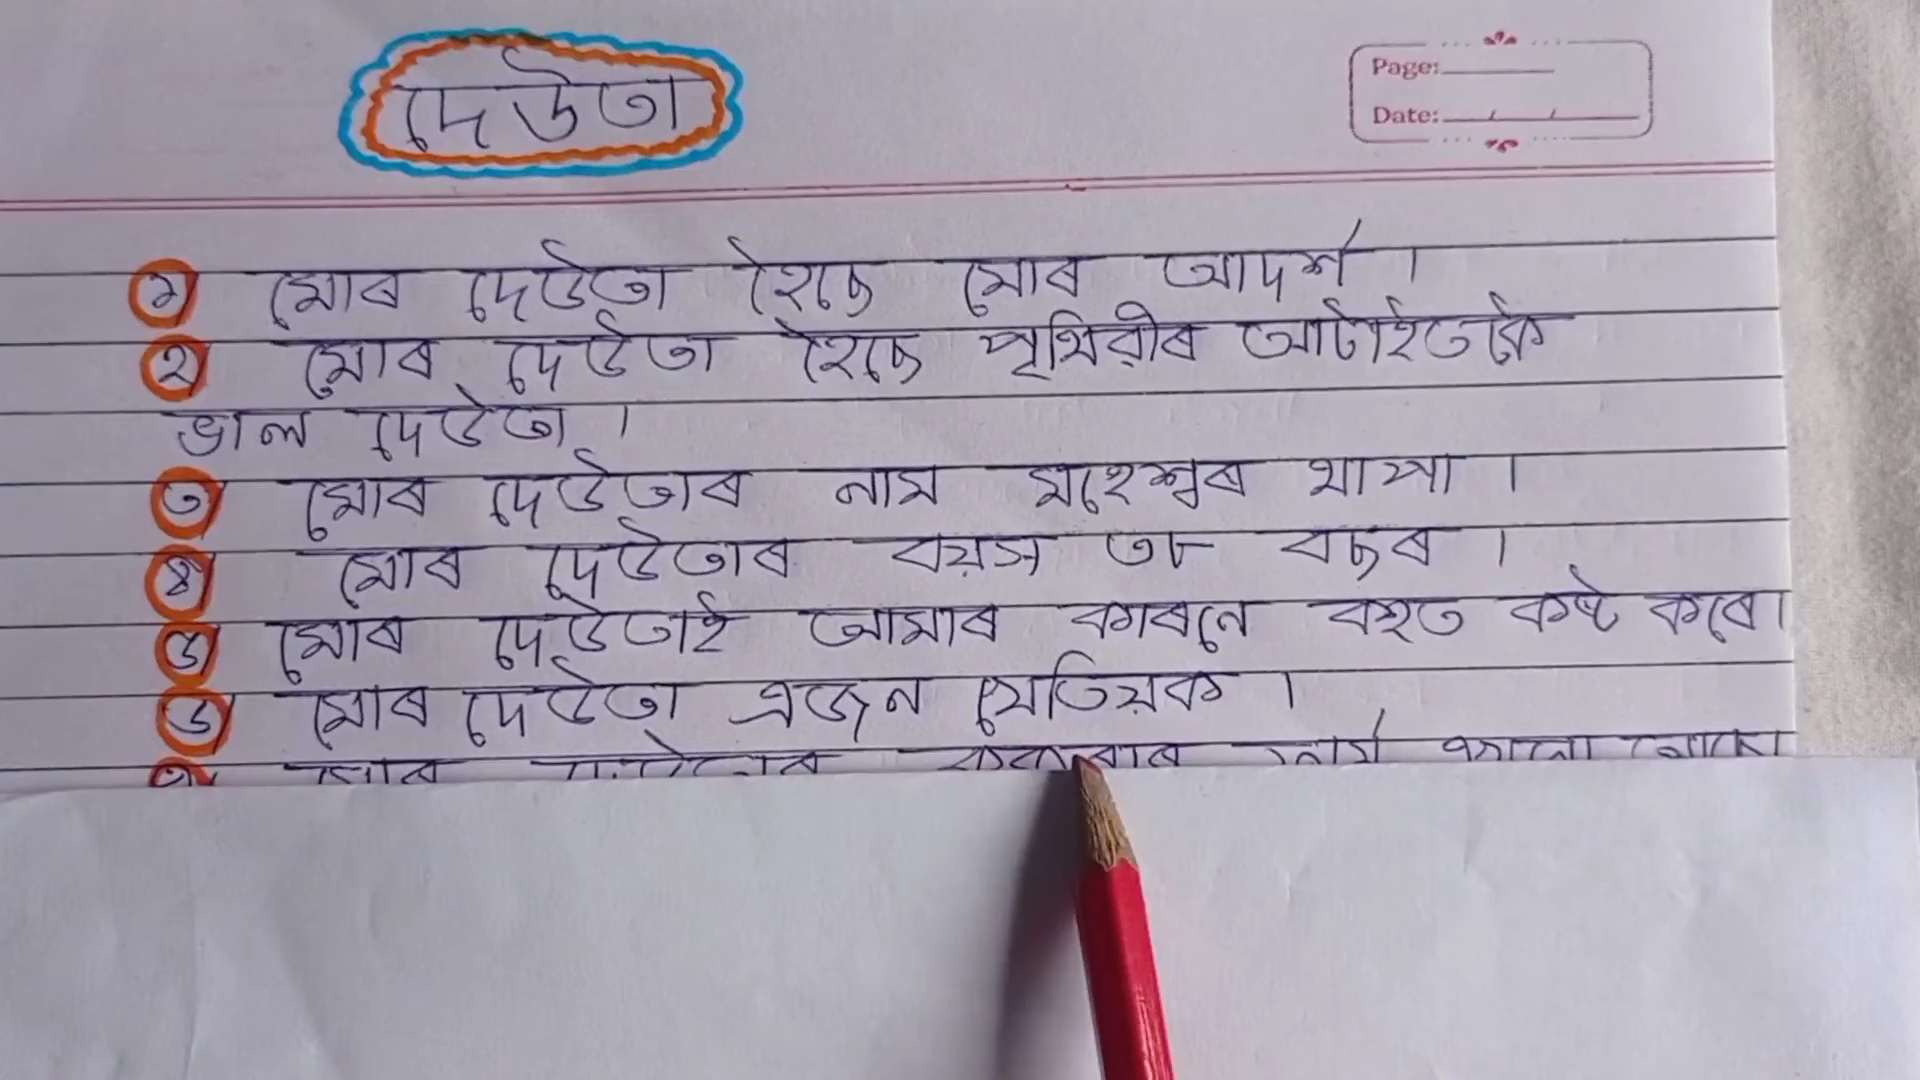 দেউতা
Page:
Date:
১) মোৰ দেউতা হৈছে মোৰ আদৰ্শ ।
২) মোৰ দেউতা হৈছে পৃথিৱীৰ আটাইতকৈ
ভাল দেউতা ।
৩) মোৰ দেউতাৰ নাম মহেশ্বৰ থাপা ।
৪) মোৰ দেউতাৰ বয়স ৩৮ বছৰ ।
৫) মোৰ দেউতাই আমাৰ কাৰনে বহুত কষ্ট কৰে।
৬) মোৰ দেউতা এজন খেতিয়ক ।